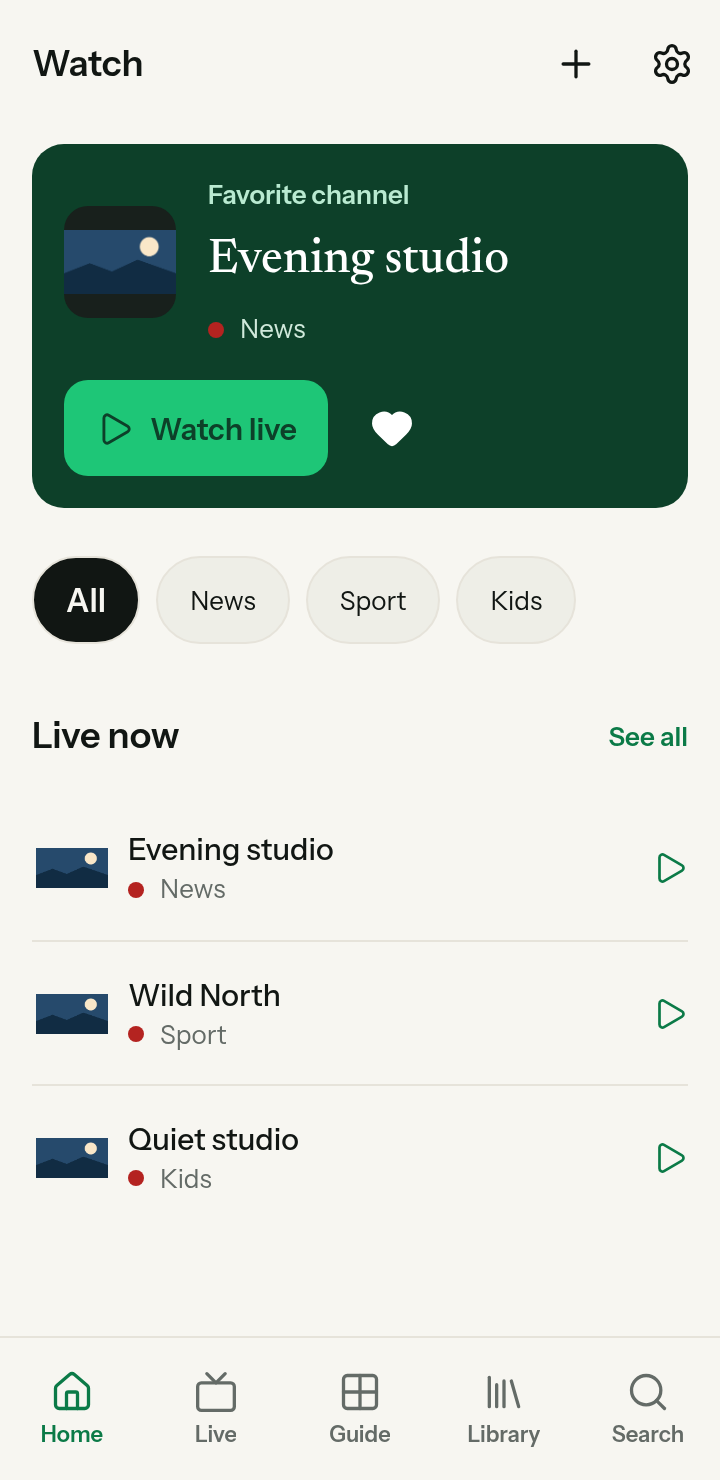 Watch
Favorite channel
Evening studio
News
Watch live
All
News
Sport
Kids
Live now
See all
Evening studio
News
Wild North
Sport
Quiet studio
Kids
Home
Live
Guide
Library
Search